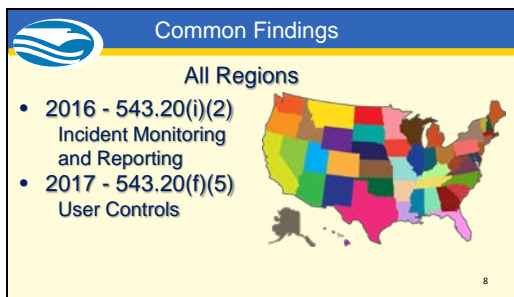 Common Findings
All Regions
• 2016 - 543.20(i)(2)
Incident Monitoring
and Reporting
• 2017 - 543.20(f)(5)
User Controls
8